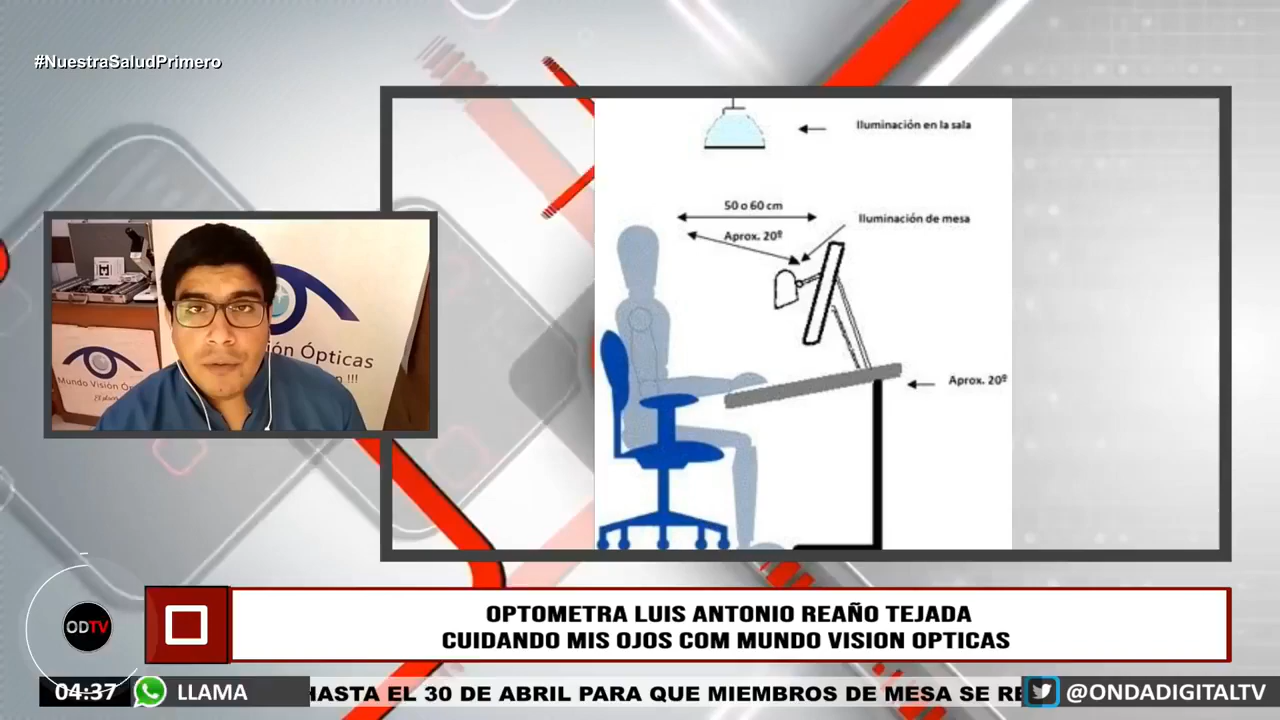 #NuestraSaludPrimero
Iluminación en la sala
50 o 60 cm
Iluminación de mesa
Aprox. 20º
Aprox. 20º
Mundo Visión Óp
ión Ópticas
!!!
OPTOMETRA LUIS ANTONIO REAÑO TEJADA
CUIDANDO MIS OJOS COM MUNDO VISION OPTICAS
ODTV
04:37
LLAMA
HASTA EL 30 DE ABRIL PARA QUE MIEMBROS DE MESA SE RE
@ONDADIGITALTV